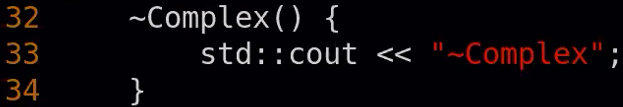 32     ~Complex() {
33         std::cout << "~Complex";
34     }